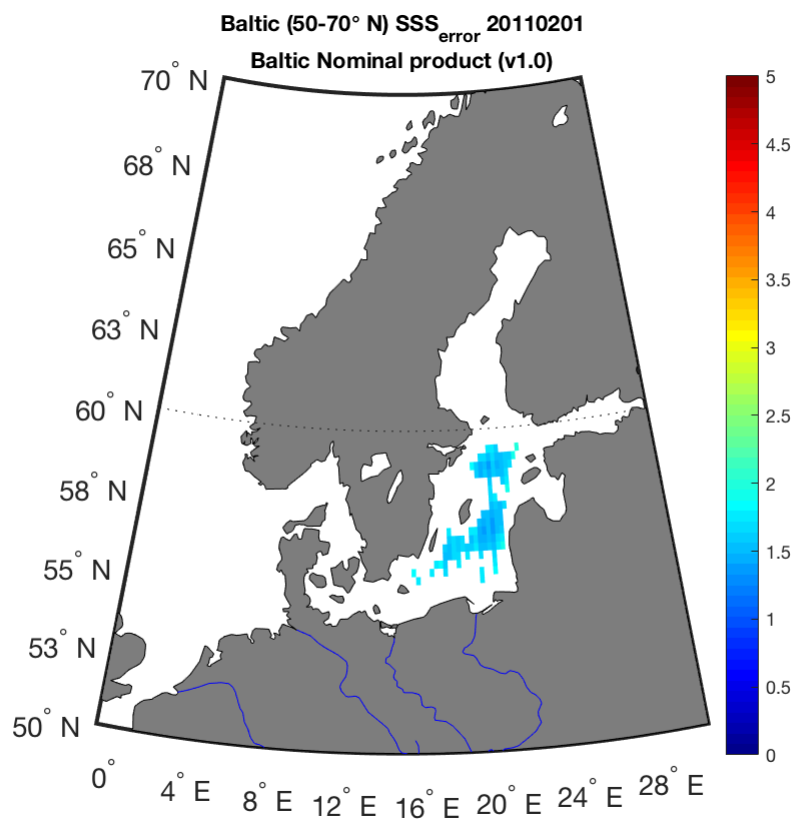 Baltic (50-70° N) SSS_error 20110201
Baltic Nominal product (v1.0)
70° N
68° N
65° N
63° N
60° N
58° N
55° N
53° N
50° N
0°
4° E
8° E
12° E
16° E
20° E
24° E
28° E
5
4.5
4
3.5
3
2.5
2
1.5
1
0.5
0